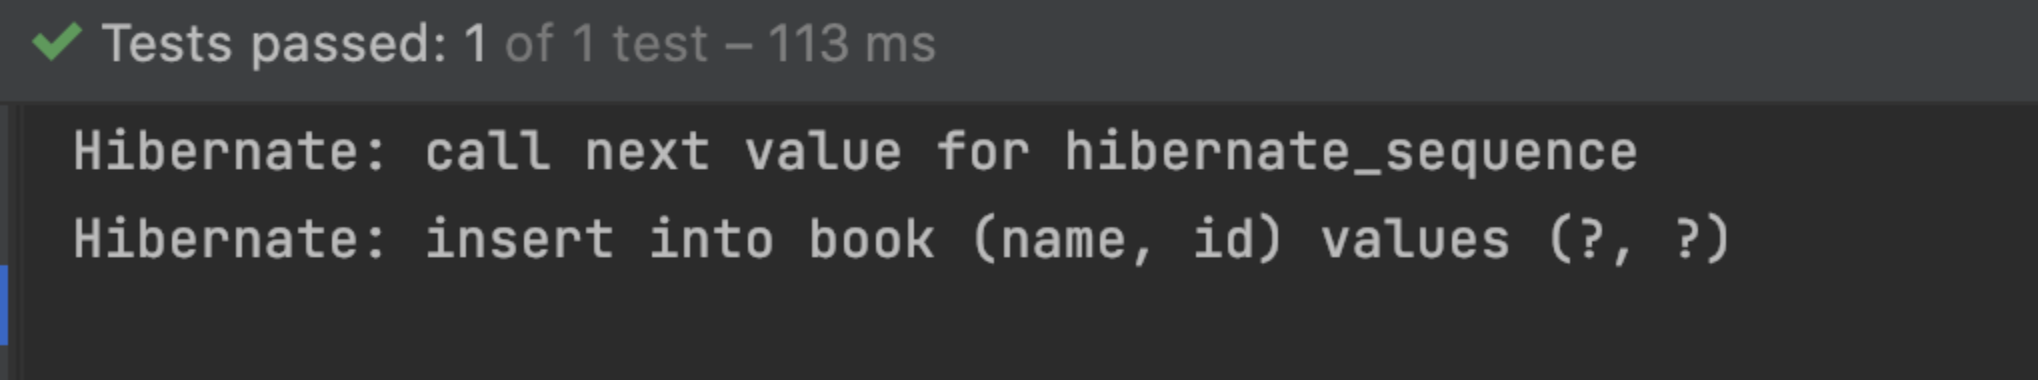 Tests passed: 1 of 1 test – 113 ms
Hibernate: call next value for hibernate_sequence
Hibernate: insert into book (name, id) values (?, ?)